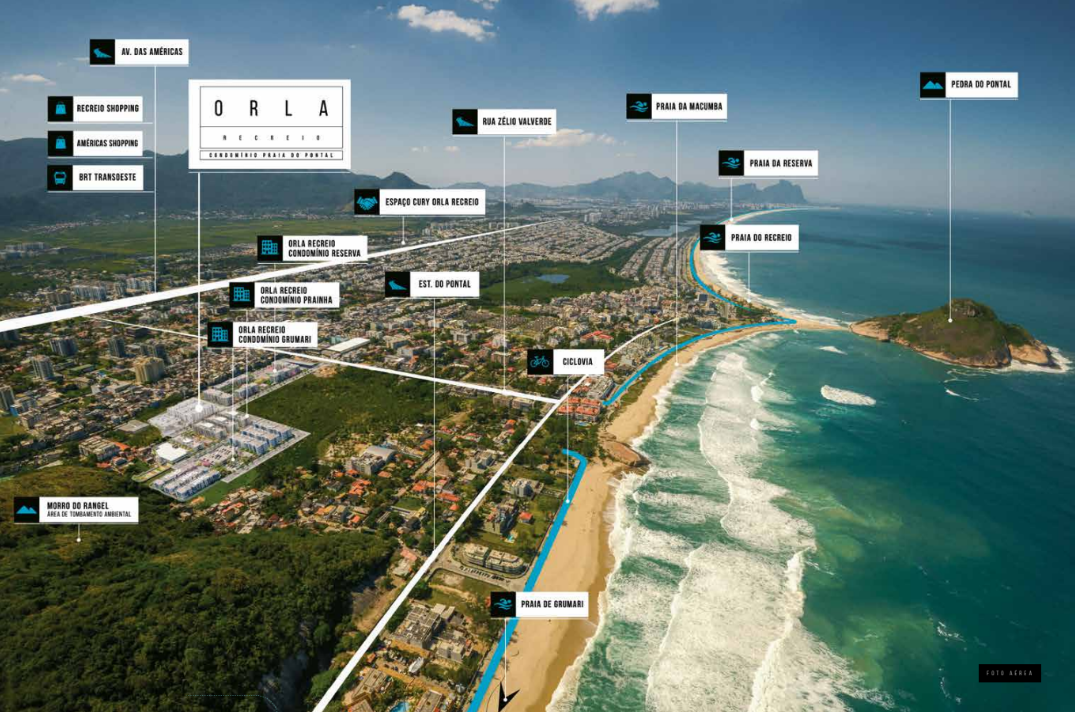 AV. DAS AMÉRICAS
RECREIO SHOPPING
AMÉRICAS SHOPPING
BRT TRANSOESTE
ORLA
RECREIO
CONDOMÍNIO PRAIA DO PONTAL
RUA ZÉLIO VALVERDE
PRAIA DA MACUMBA
PEDRA DO PONTAL
PRAIA DA RESERVA
ESPAÇO CURY ORLA RECREIO
PRAIA DO RECREIO
ORLA RECREIO
CONDOMÍNIO RESERVA
EST. DO PONTAL
ORLA RECREIO
CONDOMÍNIO PRAINHA
ORLA RECREIO
CONDOMÍNIO GRUMARI
CICLOVIA
MORRO DO RANGEL
ÁREA DE TOMBAMENTO AMBIENTAL
PRAIA DE GRUMARI
FOTO AÉREA